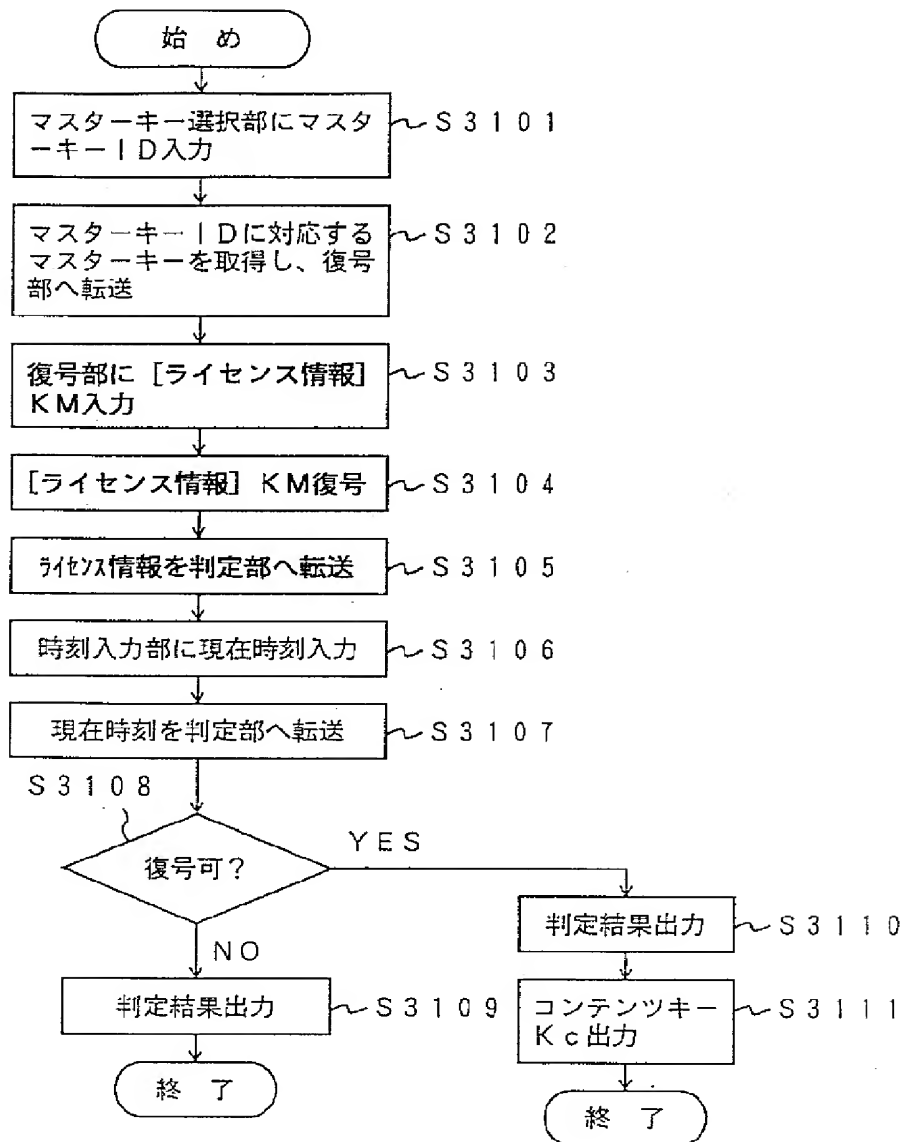 始　め
マスターキー選択部にマスタ
ーキーＩＤ入力
Ｓ３１０１
マスターキーＩＤに対応する
マスターキーを取得し、復号
部へ転送
Ｓ３１０２
復号部に［ライセンス情報］
ＫＭ入力
Ｓ３１０３
［ライセンス情報］ＫＭ復号
Ｓ３１０４
ﾗｲｾﾝｽ情報を判定部へ転送
Ｓ３１０５
時刻入力部に現在時刻入力
Ｓ３１０６
現在時刻を判定部へ転送
Ｓ３１０７
Ｓ３１０８
復号可？
ＹＥＳ
ＮＯ
判定結果出力
Ｓ３１１０
判定結果出力
Ｓ３１０９
コンテンツキー
Ｋｃ出力
Ｓ３１１１
終　了
終　了